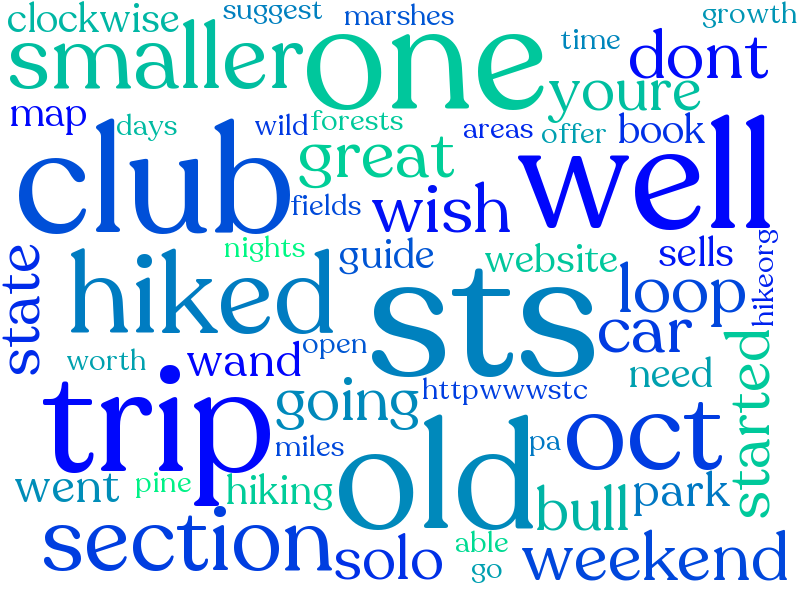 clockwise suggest marshes growth
smaller one time dont
youre
map days wild forests areas offer book
club great well
fields wish
state nights guide website sells hikeorg
hiked sts loop
car
worth wand open need started
trip going httpwwwstc
miles old pa oct
went pine hiking bull park
section solo able weekend
go